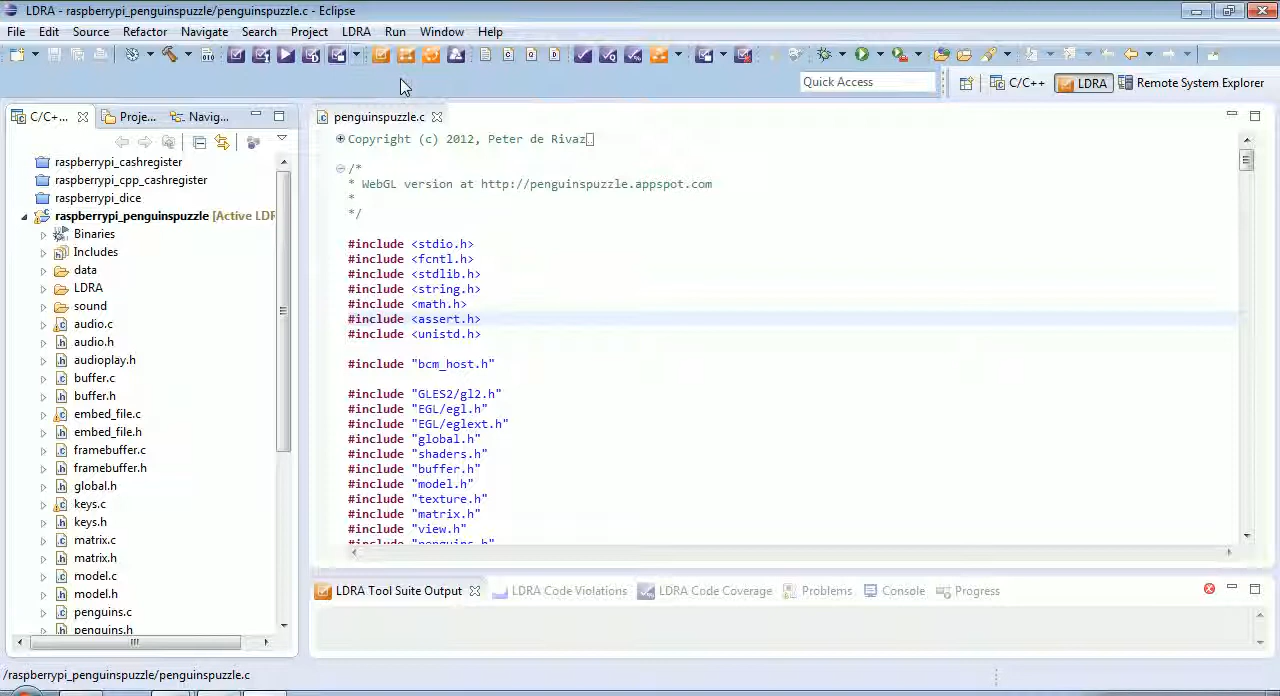 LDRA - raspberrypi_penguinspuzzle/penguinspuzzle.c - Eclipse
File Edit Source Refactor Navigate Search Project LDRA Run Window Help
Quick Access C/C++ LDRA Remote System Explorer
C/C+... Proje... Navig...
penguinspuzzle.c
raspberrypi_cashregister
raspberrypi_cpp_cashregister
raspberrypi_dice
raspberrypi_penguinspuzzle [Active LDR
Binaries
Includes
data
LDRA
sound
audio.c
audio.h
audioplay.h
buffer.c
buffer.h
embed_file.c
embed_file.h
framebuffer.c
framebuffer.h
global.h
keys.c
keys.h
matrix.c
matrix.h
model.c
model.h
penguins.c
penguins.h
Copyright (c) 2012, Peter de Rivaz
/*
* WebGL version at http://penguinspuzzle.appspot.com
*
*/
#include <stdio.h>
#include <fcntl.h>
#include <stdlib.h>
#include <string.h>
#include <math.h>
#include <assert.h>
#include <unistd.h>
#include "bcm_host.h"
#include "GLES2/gl2.h"
#include "EGL/egl.h"
#include "EGL/eglext.h"
#include "global.h"
#include "shaders.h"
#include "buffer.h"
#include "model.h"
#include "texture.h"
#include "matrix.h"
#include "view.h"
#include "penguins.h"
LDRA Tool Suite Output LDRA Code Violations LDRA Code Coverage Problems Console Progress
/raspberrypi_penguinspuzzle/penguinspuzzle.c